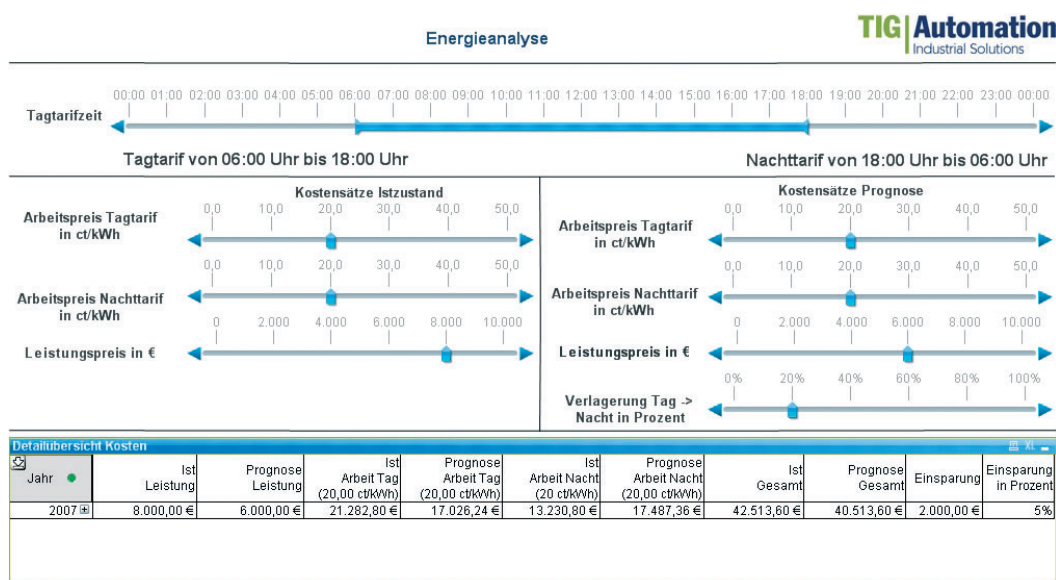 Energieanalyse
TIG Automation
Industrial Solutions
00:00 01:00 02:00 03:00 04:00 05:00 06:00 07:00 08:00 09:00 10:00 11:00 12:00 13:00 14:00 15:00 16:00 17:00 18:00 19:00 20:00 21:00 22:00 23:00 00:00
Tagtarifzeit
Tagtarif von 06:00 Uhr bis 18:00 Uhr
Nachttarif von 18:00 Uhr bis 06:00 Uhr
Kostensätze Istzustand
0,0 10,0 20,0 30,0 40,0 50,0
Arbeitspreis Tagtarif
in ct/kWh
0,0 10,0 20,0 30,0 40,0 50,0
Arbeitspreis Nachttarif
in ct/kWh
0 2.000 4.000 6.000 8.000 10.000
Leistungspreis in €
Kostensätze Prognose
0,0 10,0 20,0 30,0 40,0 50,0
Arbeitspreis Tagtarif
in ct/kWh
0,0 10,0 20,0 30,0 40,0 50,0
Arbeitspreis Nachttarif
in ct/kWh
0 2.000 4.000 6.000 8.000 10.000
Leistungspreis in €
0% 20% 40% 60% 80% 100%
Verlagerung Tag ->
Nacht in Prozent
Detailübersicht Kosten
XL
Jahr
Ist
Leistung
Prognose
Leistung
Ist
Arbeit Tag
(20,00 ct/kWh)
Prognose
Arbeit Tag
(20,00 ct/kWh)
Ist
Arbeit Nacht
(20 ct/kWh)
Prognose
Arbeit Nacht
(20,00 ct/kWh)
Ist
Gesamt
Prognose
Gesamt
Einsparung
Einsparung
in Prozent
2007 8.000,00 € 6.000,00 € 21.282,80 € 17.026,24 € 13.230,80 € 17.487,36 € 42.513,60 € 40.513,60 € 2.000,00 € 5%